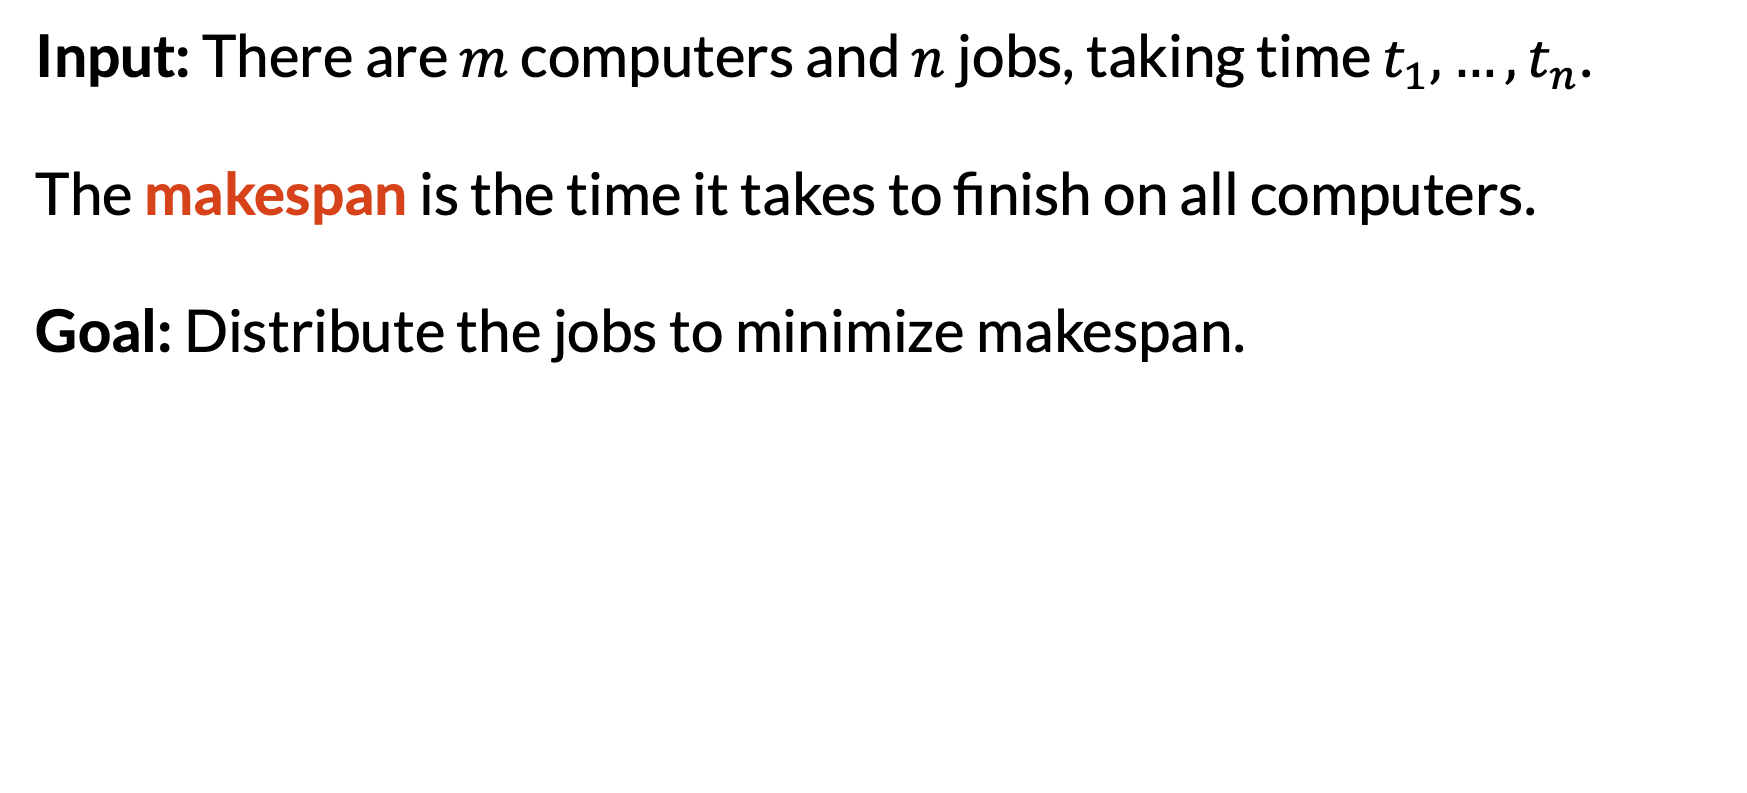 Input: There are m computers and n jobs, taking time t₁, …, tₙ.
The makespan is the time it takes to finish on all computers.
Goal: Distribute the jobs to minimize makespan.